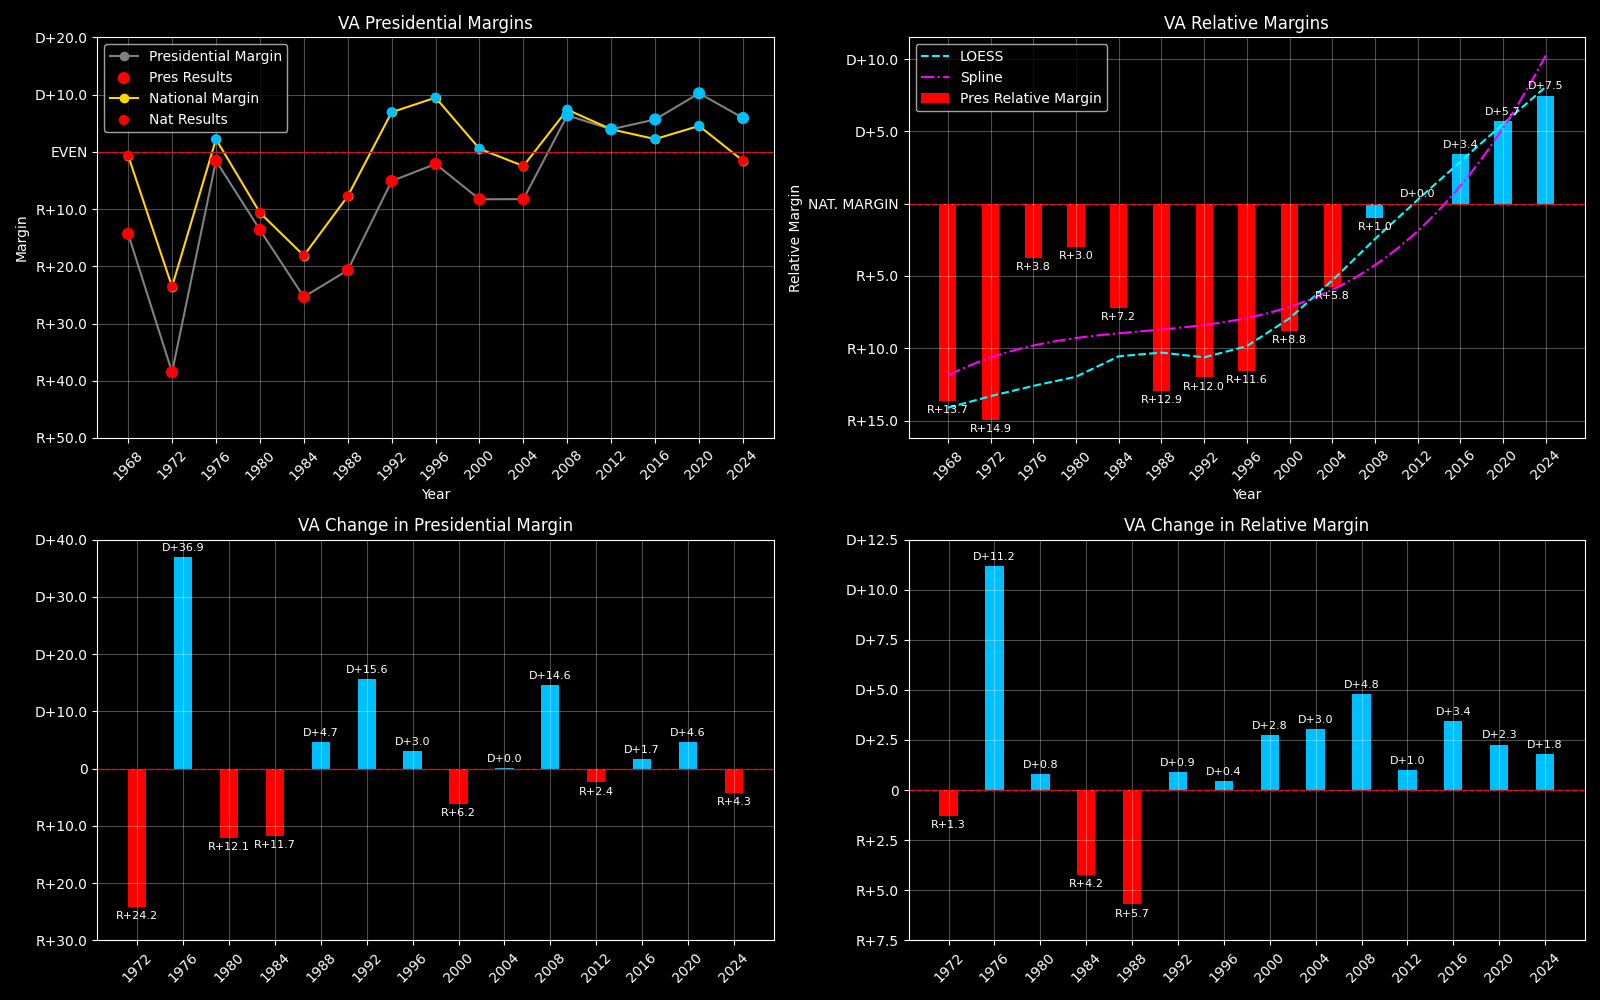 VA Presidential Margins
D+20.0
D+10.0
EVEN
R+10.0
R+20.0
R+30.0
R+40.0
R+50.0
Margin
Presidential Margin
Pres Results
National Margin
Nat Results
1968
1972
1976
1980
1984
1988
1992
1996
2000
2004
2008
2012
2016
2020
2024
Year
VA Relative Margins
D+10.0
D+5.0
NAT. MARGIN
R+5.0
R+10.0
R+15.0
Relative Margin
LOESS
Spline
Pres Relative Margin
R+13.7
R+14.9
R+3.8
R+3.0
R+7.2
R+12.9
R+12.0
R+11.6
R+8.8
R+5.8
R+1.0
D+0.0
D+3.4
D+5.7
D+7.5
1968
1972
1976
1980
1984
1988
1992
1996
2000
2004
2008
2012
2016
2020
2024
Year
VA Change in Presidential Margin
D+40.0
D+30.0
D+20.0
D+10.0
0
R+10.0
R+20.0
R+30.0
R+24.2
D+36.9
R+12.1
R+11.7
D+4.7
D+15.6
D+3.0
R+6.2
D+0.0
D+14.6
R+2.4
D+1.7
D+4.6
R+4.3
1972
1976
1980
1984
1988
1992
1996
2000
2004
2008
2012
2016
2020
2024
VA Change in Relative Margin
D+12.5
D+10.0
D+7.5
D+5.0
D+2.5
0
R+2.5
R+5.0
R+7.5
R+1.3
D+11.2
D+0.8
R+4.2
R+5.7
D+0.9
D+0.4
D+2.8
D+3.0
D+4.8
D+1.0
D+3.4
D+2.3
D+1.8
1972
1976
1980
1984
1988
1992
1996
2000
2004
2008
2012
2016
2020
2024